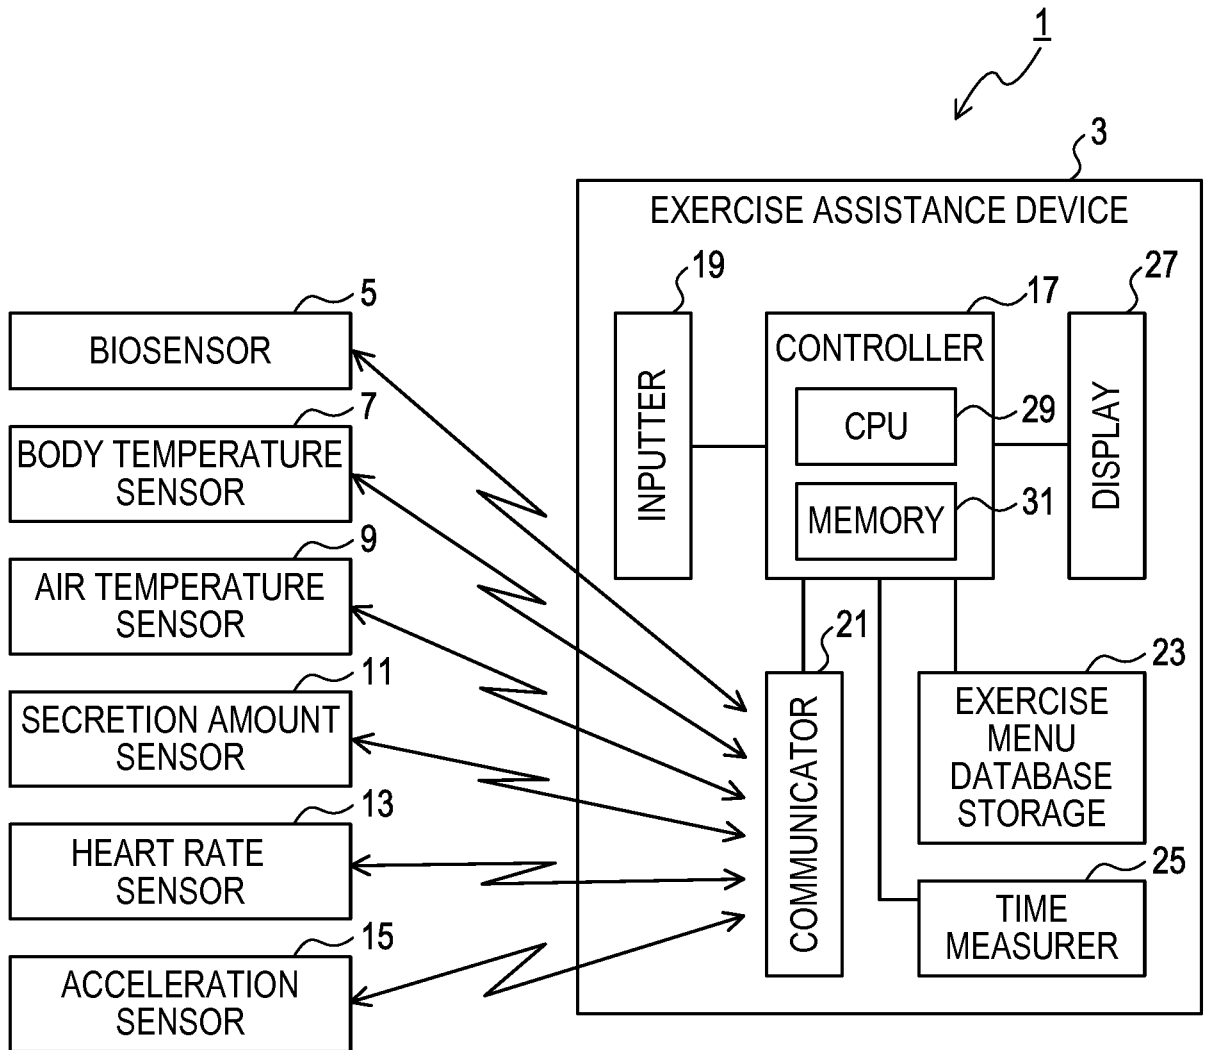 1
3
EXERCISE ASSISTANCE DEVICE
19
INPUTTER
17
CONTROLLER
CPU
29
MEMORY
31
27
DISPLAY
5
BIOSENSOR
7
BODY TEMPERATURE
SENSOR
9
AIR TEMPERATURE
SENSOR
11
SECRETION AMOUNT
SENSOR
13
HEART RATE
SENSOR
15
ACCELERATION
SENSOR
21
COMMUNICATOR
23
EXERCISE
MENU
DATABASE
STORAGE
25
TIME
MEASURER